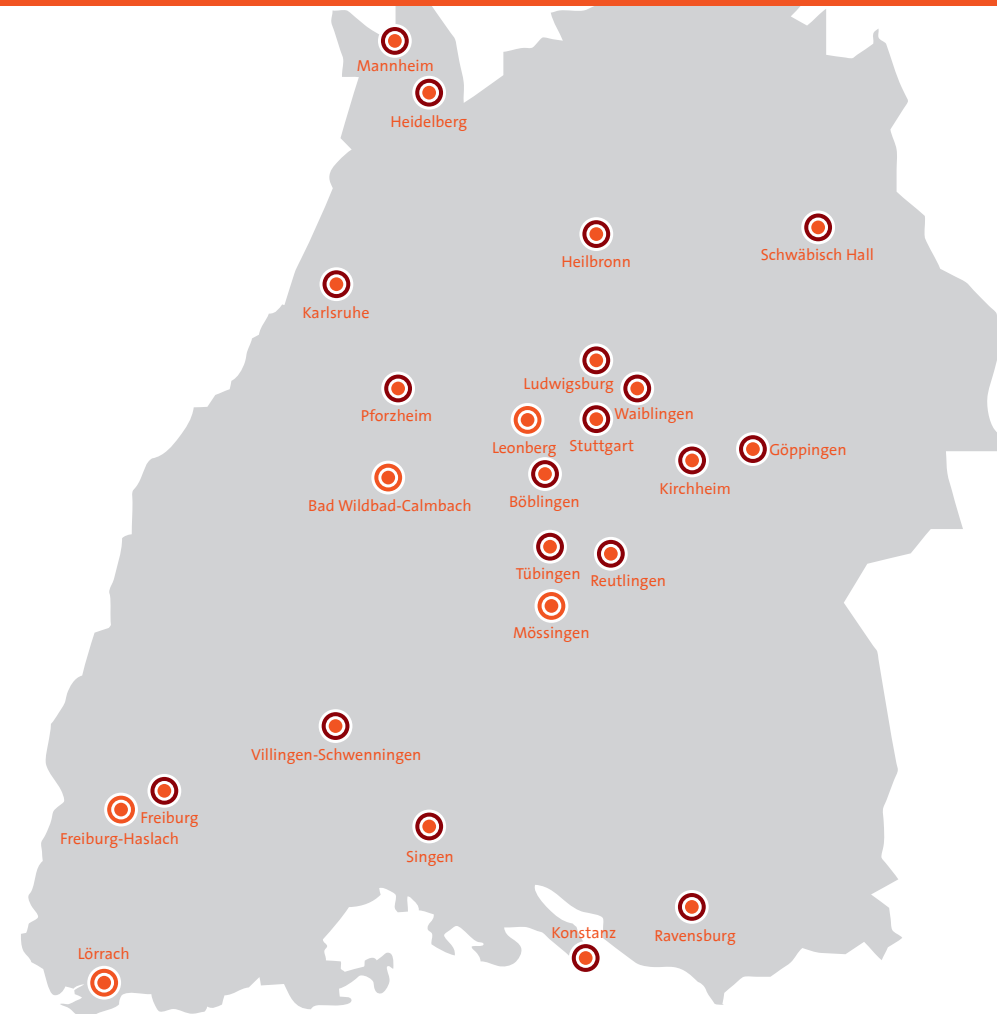 Mannheim
Heidelberg
Heilbronn
Schwäbisch Hall
Karlsruhe
Ludwigsburg
Pforzheim
Waiblingen
Leonberg
Stuttgart
Göppingen
Kirchheim
Böblingen
Bad Wildbad-Calmbach
Tübingen
Reutlingen
Mössingen
Villingen-Schwenningen
Freiburg
Freiburg-Haslach
Singen
Konstanz
Ravensburg
Lörrach